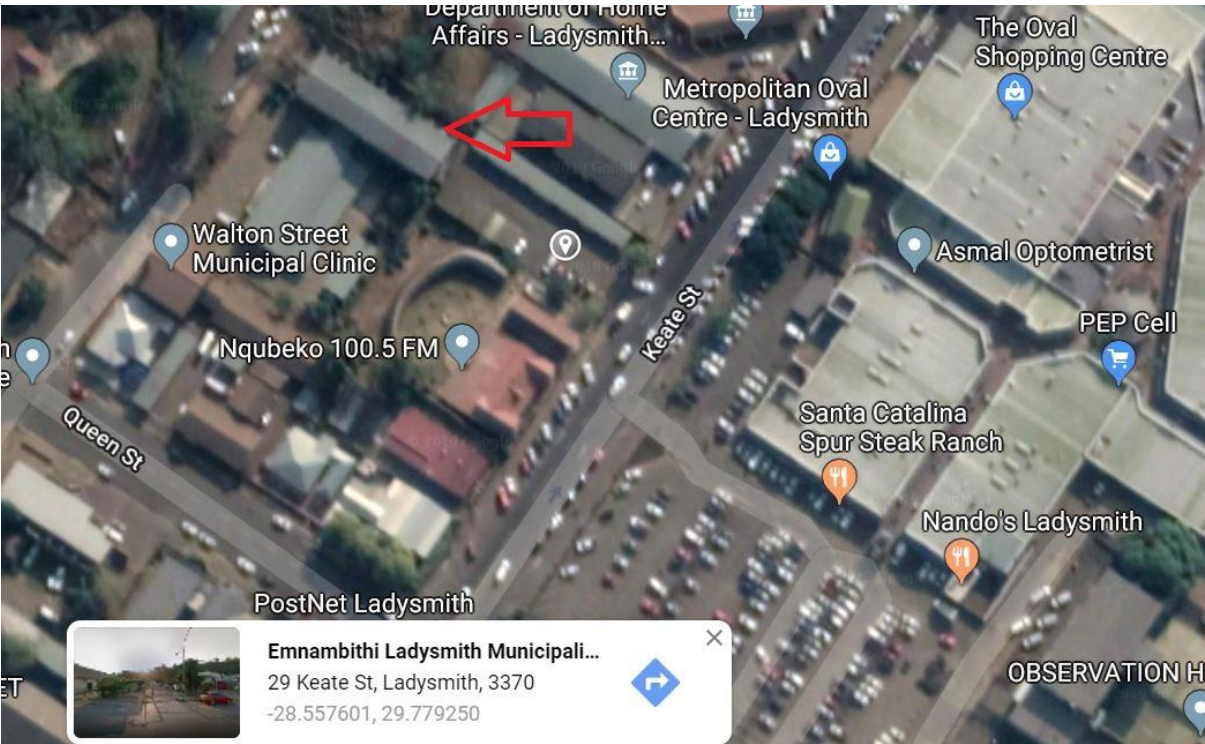 Department of Home
Affairs - Ladysmith...
The Oval
Shopping Centre
Metropolitan Oval
Centre - Ladysmith
Walton Street
Municipal Clinic
Asmal Optometrist
Keate St
PEP Cell
Nqubeko 100.5 FM
Queen St
Santa Catalina
Spur Steak Ranch
Nando's Ladysmith
PostNet Ladysmith
Emnambithi Ladysmith Municipali...
29 Keate St, Ladysmith, 3370
-28.557601, 29.779250
OBSERVATION H